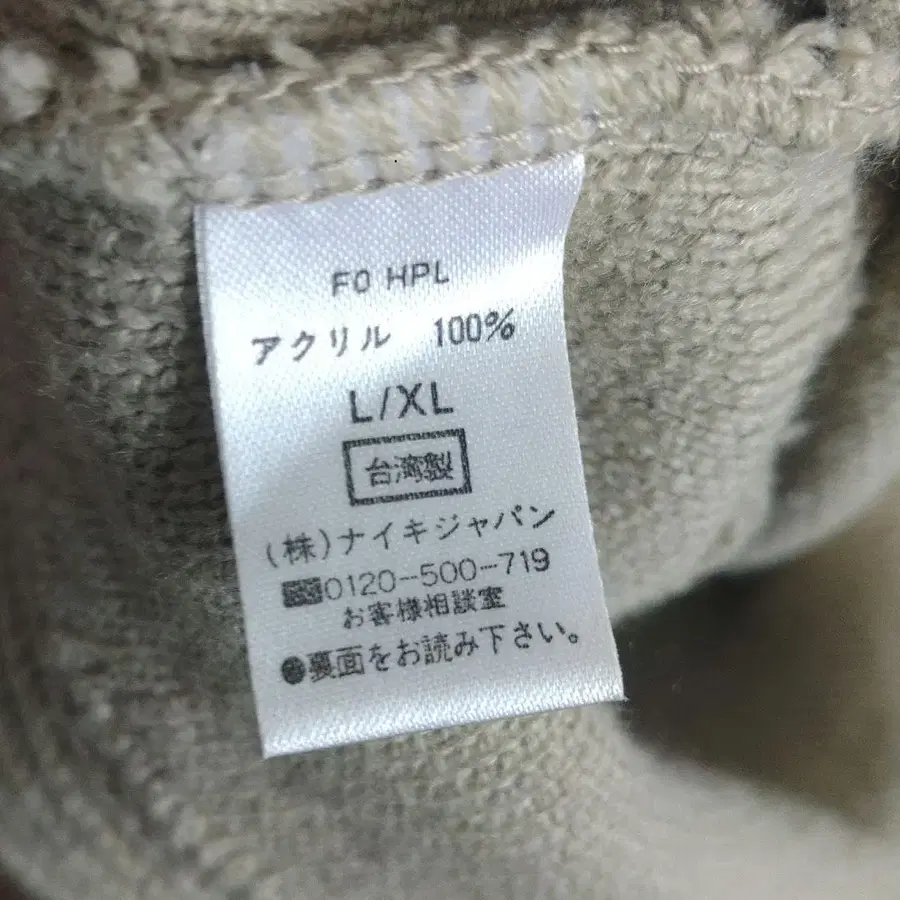 FO HPL
アクリル 100%
L/XL
台湾製
(株)ナイキジャパン
0120-500-719
お客様相談室
●裏面をお読み下さい。